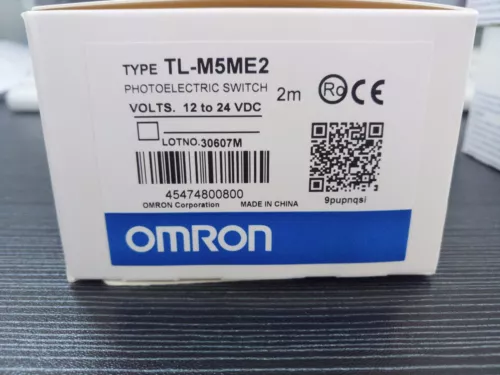 TYPE TL-M5ME2
PHOTOELECTRIC SWITCH 2m
VOLTS. 12 to 24 VDC
LOTNO.30607M
45474800800
OMRON Corporation MADE IN CHINA
9pupnqsi
OMRON